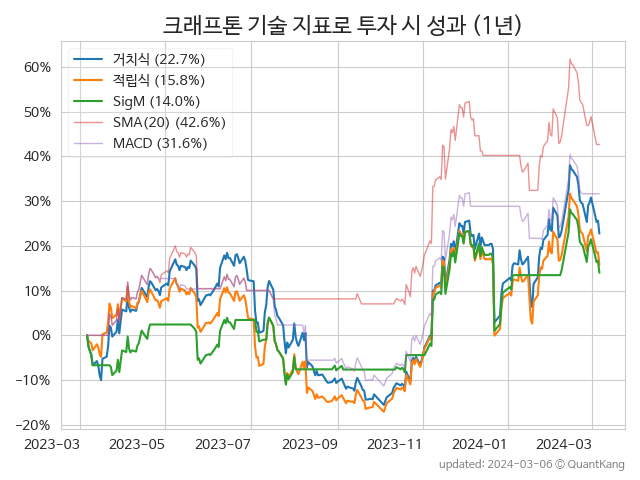 크래프톤 기술 지표로 투자 시 성과 (1년)
거치식 (22.7%)
적립식 (15.8%)
SigM (14.0%)
SMA(20) (42.6%)
MACD (31.6%)
60%
50%
40%
30%
20%
10%
0%
−10%
−20%
2023-03 2023-05 2023-07 2023-09 2023-11 2024-01 2024-03
updated: 2024-03-06 © QuantKang